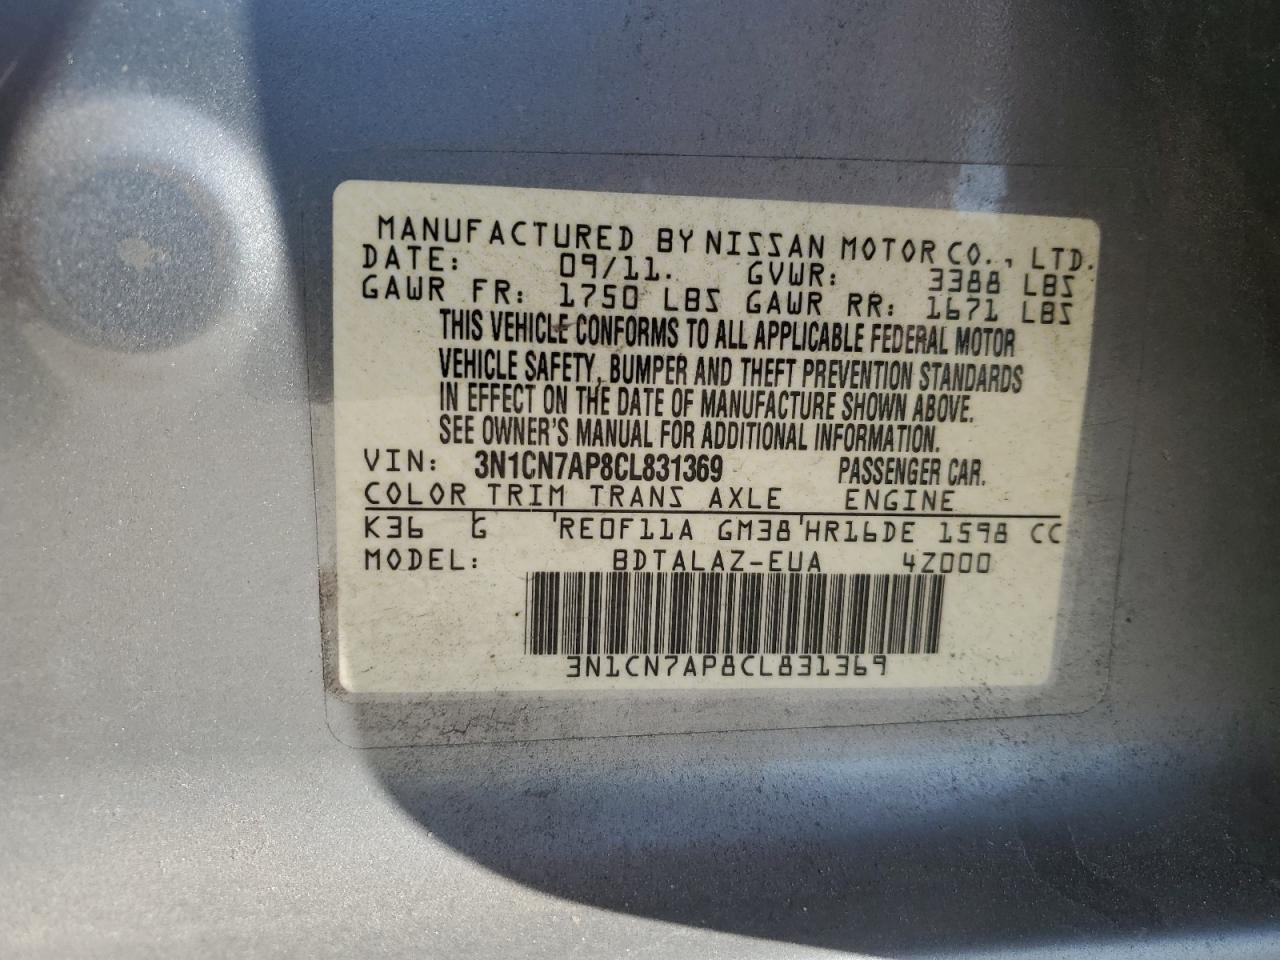 MANUFACTURED BY NISSAN MOTOR CO., LTD.
DATE: 09/11. GVWR: 3388 LBS
GAWR FR: 1750 LBS GAWR RR: 1671 LBS
THIS VEHICLE CONFORMS TO ALL APPLICABLE FEDERAL MOTOR
VEHICLE SAFETY, BUMPER AND THEFT PREVENTION STANDARDS
IN EFFECT ON THE DATE OF MANUFACTURE SHOWN ABOVE.
SEE OWNER'S MANUAL FOR ADDITIONAL INFORMATION.
VIN: 3N1CN7AP8CL831369 PASSENGER CAR.
COLOR TRIM TRANS AXLE ENGINE
K36 G RE0F11A GM38 HR16DE 1598 CC
MODEL: BDTALAZ-EUA 4Z000
3N1CN7AP8CL831369